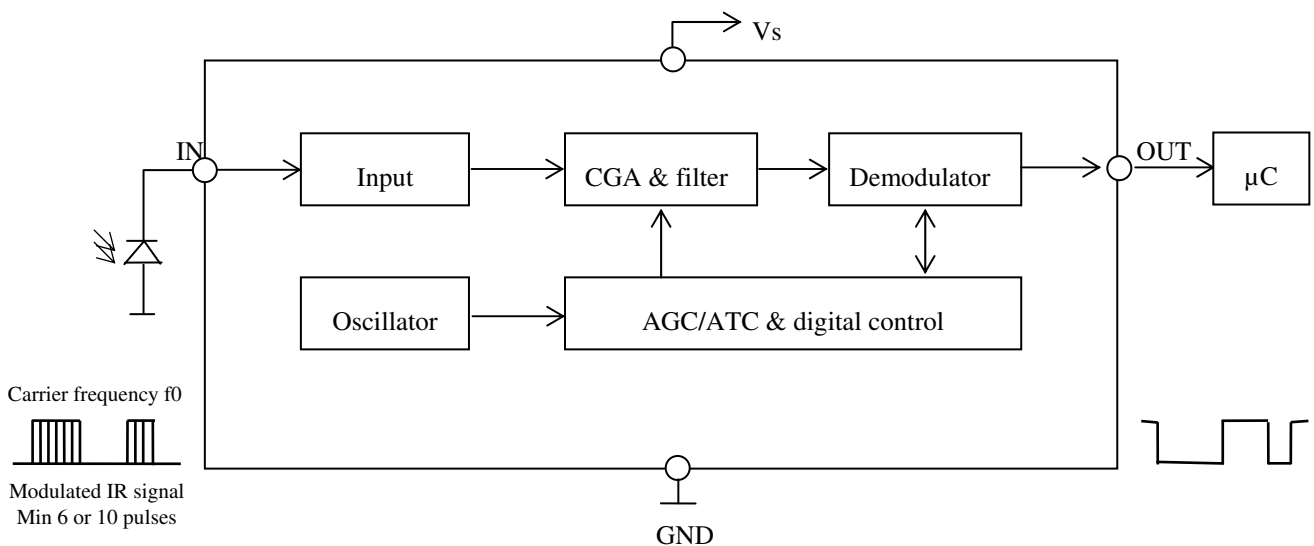 Vs
IN
OUT
Input
CGA & filter
Demodulator
µC
Oscillator
AGC/ATC & digital control
Carrier frequency f0
Modulated IR signal
Min 6 or 10 pulses
GND